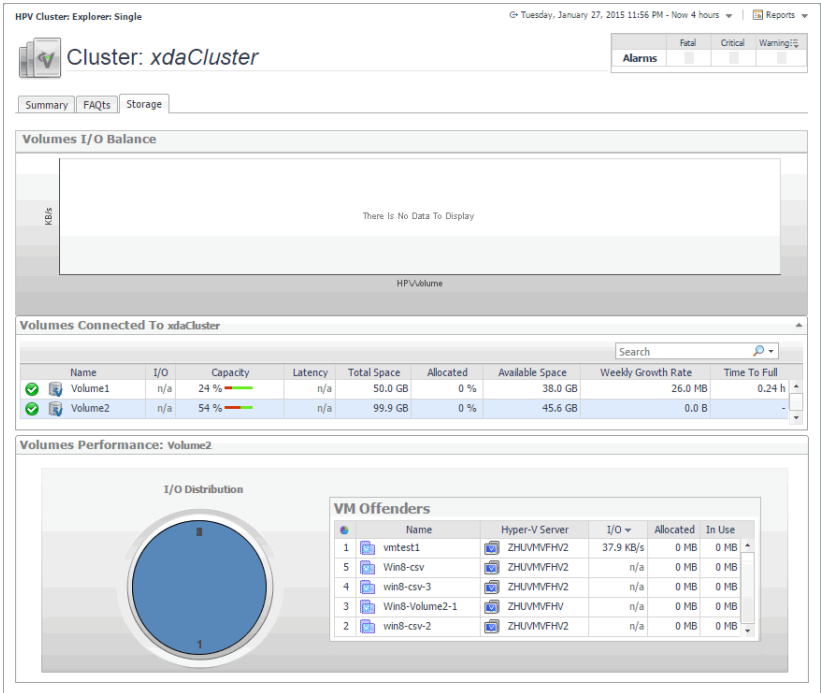 HPV Cluster: Explorer: Single
Tuesday, January 27, 2015 11:56 PM - Now 4 hours
Reports
Cluster: xdaCluster
Fatal Critical Warning
Alarms
Summary FAQts Storage
Volumes I/O Balance
KB/s
There Is No Data To Display
HPVVolume
Volumes Connected To xdaCluster
Search
Name I/O Capacity Latency Total Space Allocated Available Space Weekly Growth Rate Time To Full
Volume1 n/a 24 % n/a 50.0 GB 0 % 38.0 GB 26.0 MB 0.24 h
Volume2 n/a 54 % n/a 99.9 GB 0 % 45.6 GB 0.0 B -
Volumes Performance: Volume2
I/O Distribution
1
VM Offenders
Name Hyper-V Server I/O Allocated In Use
1 vmtest1 ZHUVMVFHV2 37.9 KB/s 0 MB 0 MB
5 Win8-csv ZHUVMVFHV2 n/a 0 MB 0 MB
4 win8-csv-3 ZHUVMVFHV2 n/a 0 MB 0 MB
3 Win8-Volume2-1 ZHUVMVFHV n/a 0 MB 0 MB
2 win8-csv-2 ZHUVMVFHV2 n/a 0 MB 0 MB